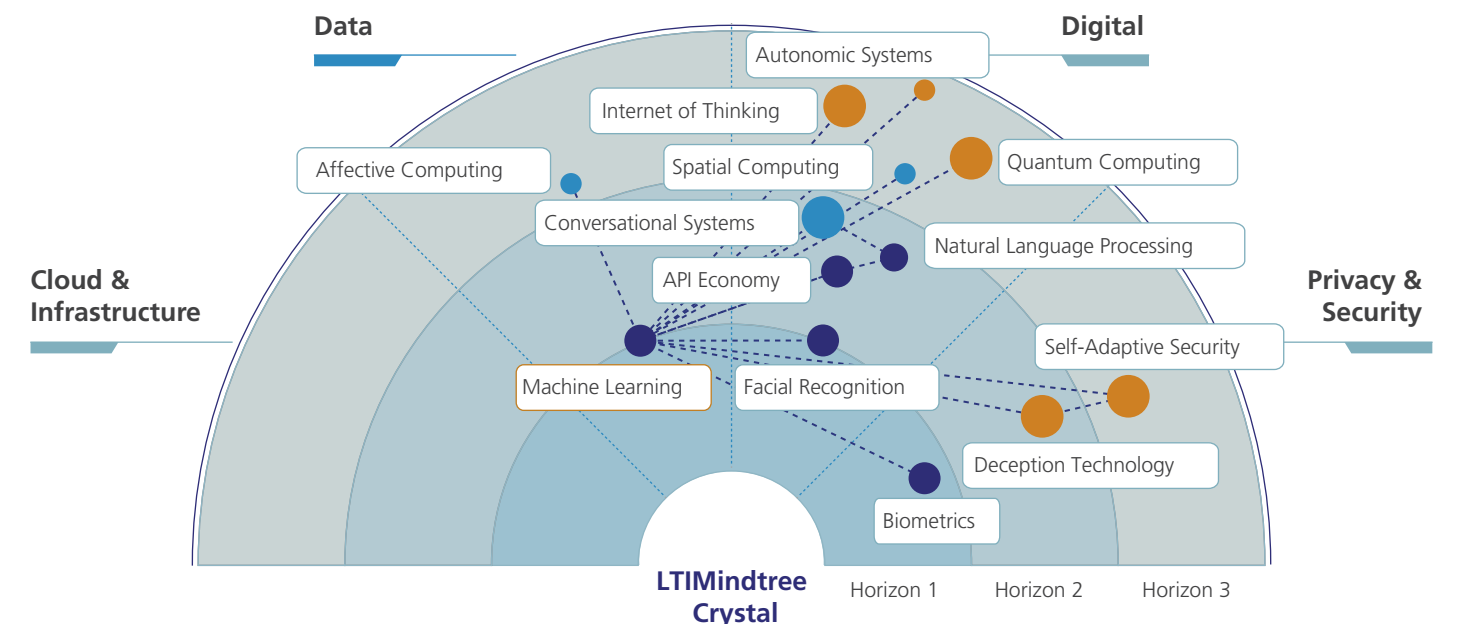 Data
Digital
Autonomic Systems
Internet of Thinking
Affective Computing
Spatial Computing
Quantum Computing
Conversational Systems
Natural Language Processing
API Economy
Cloud &
Infrastructure
Privacy &
Security
Self-Adaptive Security
Machine Learning
Facial Recognition
Deception Technology
Biometrics
LTIMindtree
Crystal
Horizon 1
Horizon 2
Horizon 3